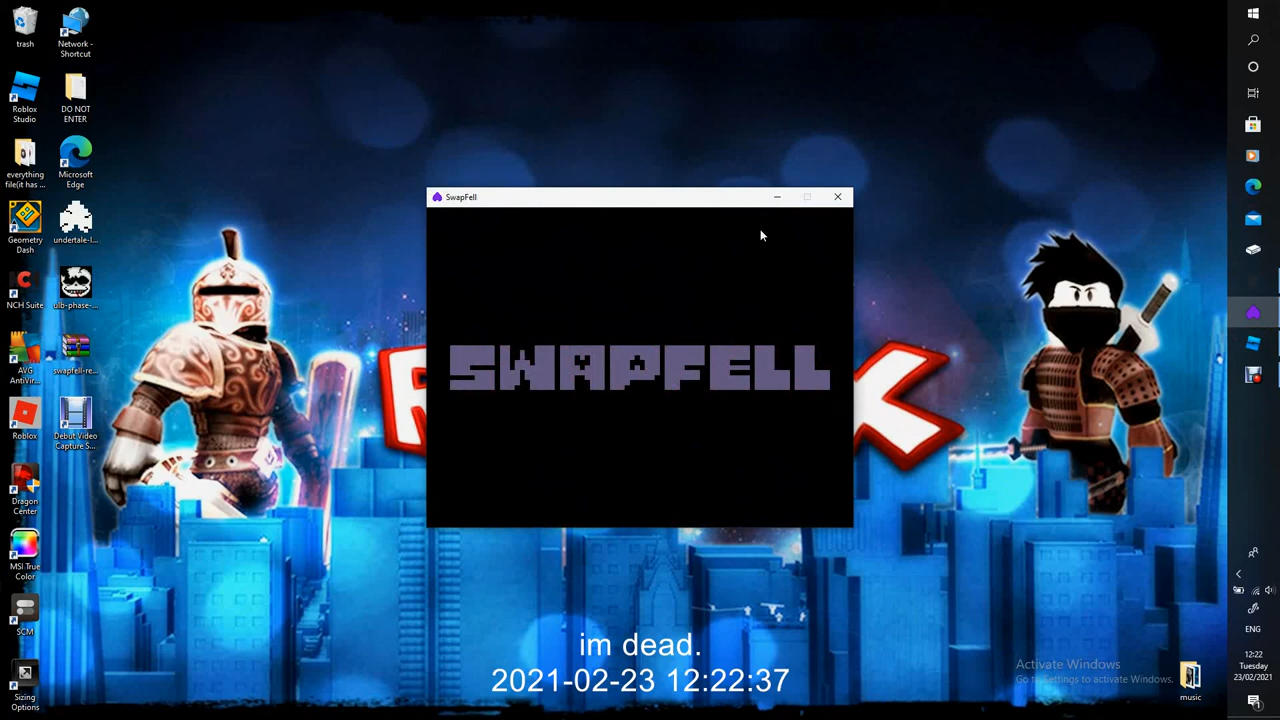 trash
Network -
Shortcut
Roblox
Studio
DO NOT
ENTER
everything
file(it has ...
Microsoft
Edge
Geometry
Dash
undertale-l...
NCH Suite
ulb-phase-...
AVG
AntiVir...
swapfell-re...
Roblox
Debut Video
Capture S...
Dragon
Center
MSI True
Color
SCM
Sizing
Options
SwapFell
SWAPFELL
im dead.
2021-02-23 12:22:37
Activate Windows
Go to Settings to activate Windows.
music
ENG
12:22
Tuesday
23/02/2021